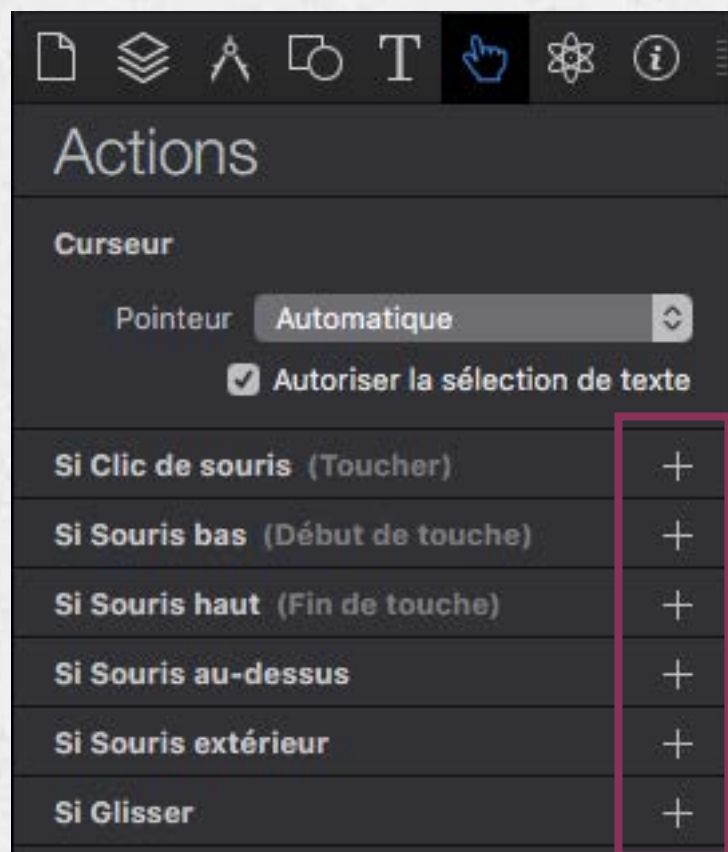 Actions
Curseur
Pointeur Automatique
Autoriser la sélection de texte
Si Clic de souris (Toucher)
Si Souris bas (Début de touche)
Si Souris haut (Fin de touche)
Si Souris au-dessus
Si Souris extérieur
Si Glisser